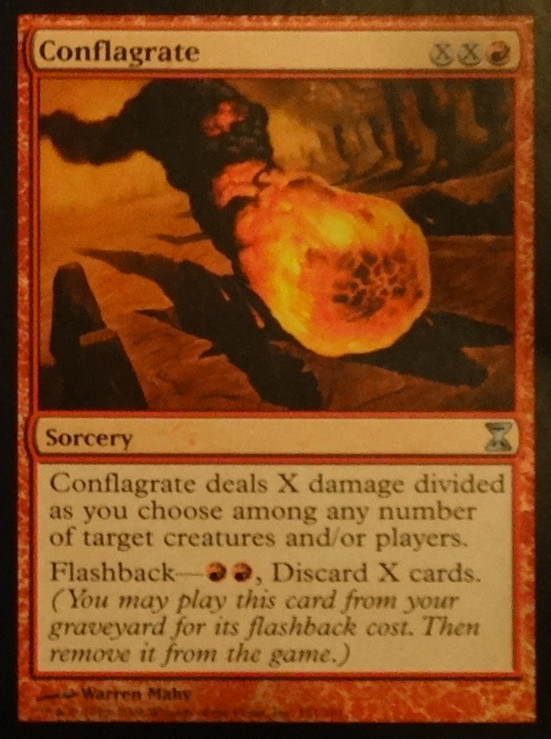 Conflagrate XX
Sorcery
Conflagrate deals X damage divided
as you choose among any number
of target creatures and/or players.
Flashback—, Discard X cards.
(You may play this card from your
graveyard for its flashback cost. Then
remove it from the game.)
Warren Mahy